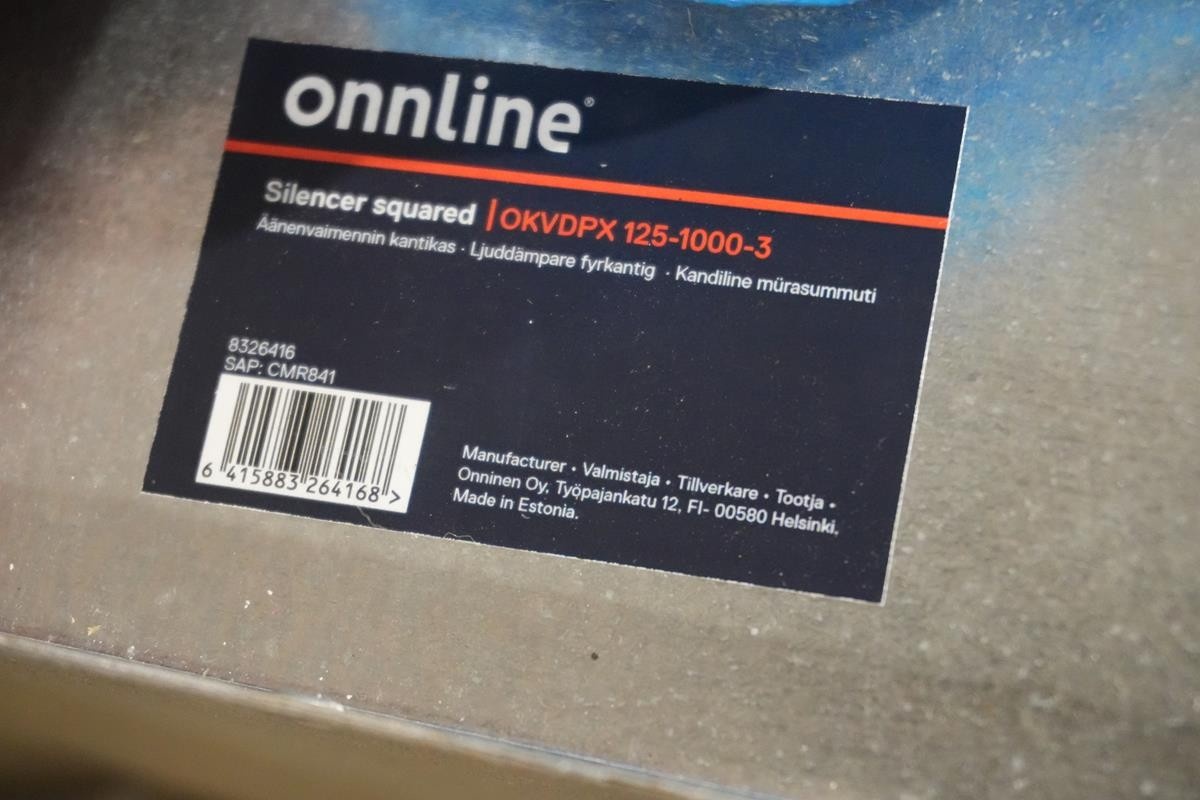 onnline®
Silencer squared | OKVDPX 125-1000-3
Äänenvaimennin kantikas · Ljuddämpare fyrkantig · Kandiline mürasummuti
8326416
SAP: CMR841
6 415883 264168 >
Manufacturer • Valmistaja • Tillverkare • Tootja •
Onninen Oy, Työpajankatu 12, FI- 00580 Helsinki.
Made in Estonia.